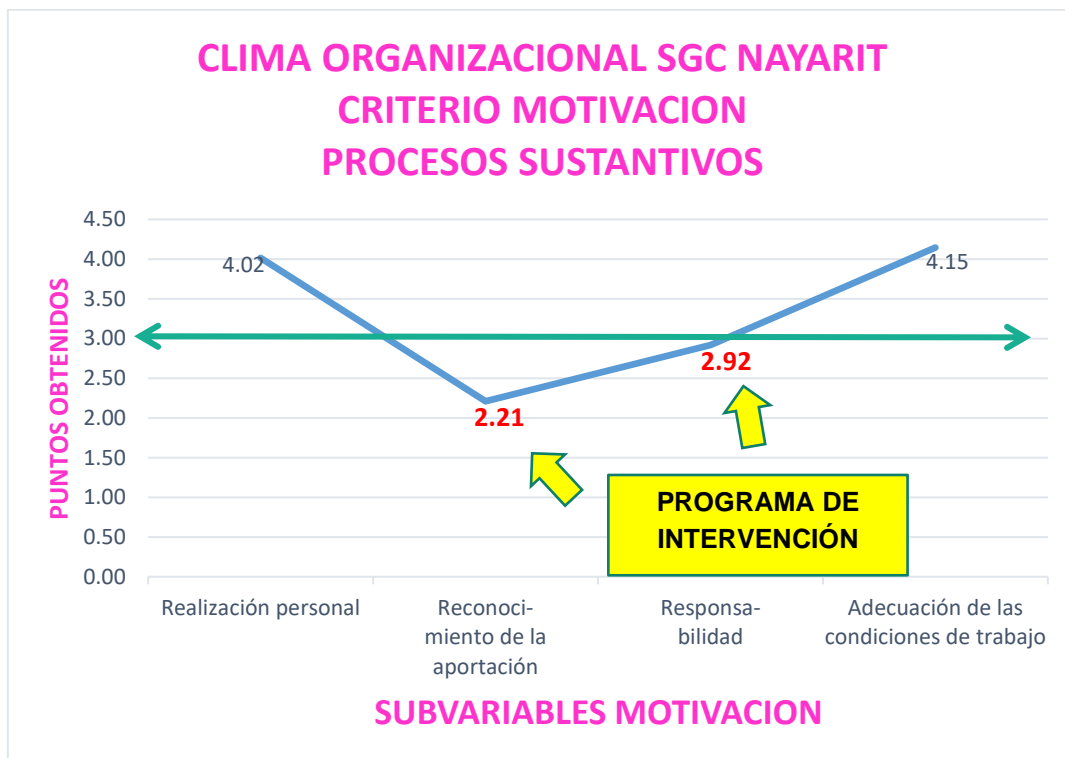 CLIMA ORGANIZACIONAL SGC NAYARIT
CRITERIO MOTIVACION
PROCESOS SUSTANTIVOS
PUNTOS OBTENIDOS
4.50
4.00
3.50
3.00
2.50
2.00
1.50
1.00
0.50
0.00
4.02
2.21
2.92
4.15
PROGRAMA DE
INTERVENCIÓN
Realización personal
Reconoci-
miento de la
aportación
Responsa-
bilidad
Adecuación de las
condiciones de trabajo
SUBVARIABLES MOTIVACION